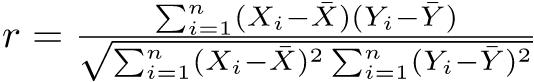 r = \frac{\sum_{i=1}^{n}(X_i - \bar{X})(Y_i - \bar{Y})}{\sqrt{\sum_{i=1}^{n}(X_i - \bar{X})^2 \sum_{i=1}^{n}(Y_i - \bar{Y})^2}}